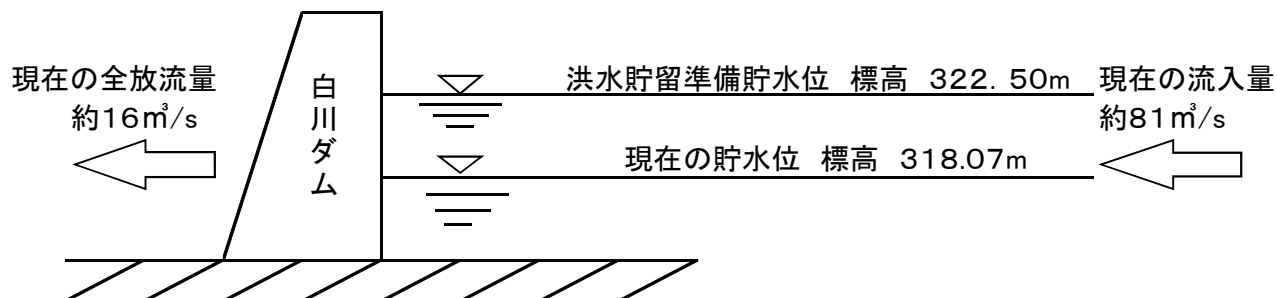 現在の全放流量
約16㎥/s
白川ダム
洪水貯留準備貯水位 標高 322.50m
現在の貯水位 標高 318.07m
現在の流入量
約81㎥/s